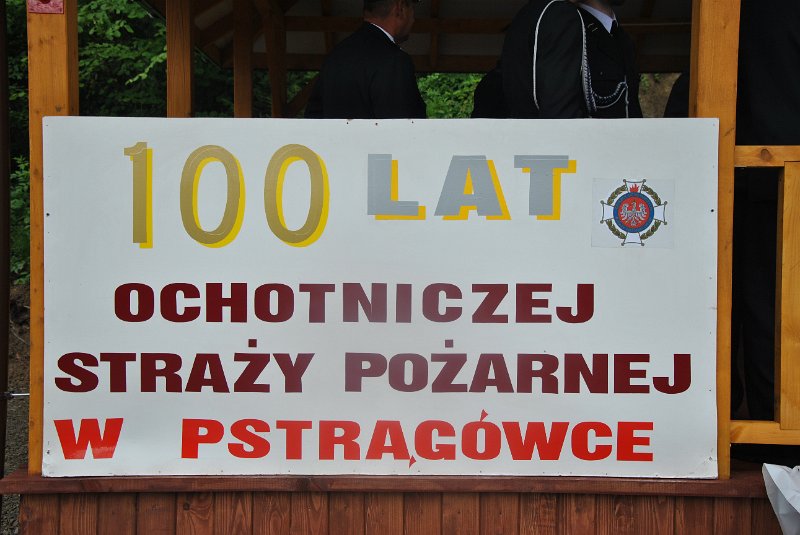 100 LAT
OCHOTNICZEJ
STRAŻY POŻARNEJ
W PSTRĄGÓWCE